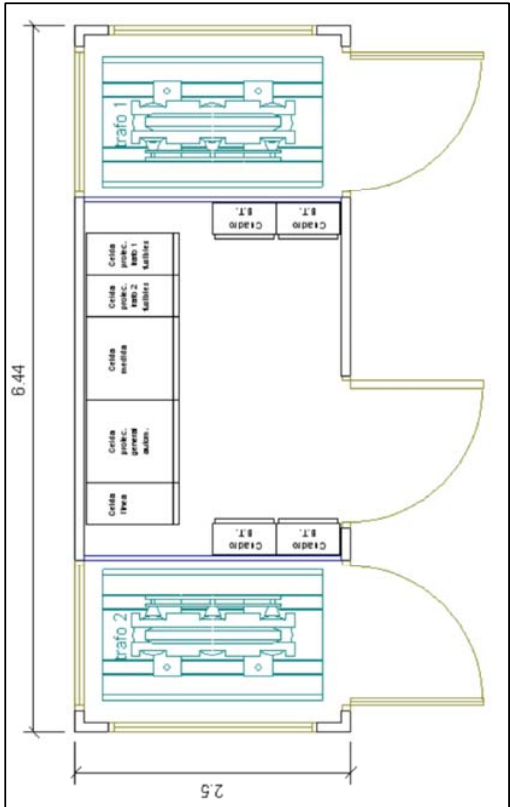 trafo 1
Cuadro
B.T.
Cuadro
B.T.
Celda
protec.
trafo 1
fusibles
Celda
protec.
trafo 2
fusibles
Celda
medida
Celda
protec.
general
autom.
Celda
línea
Cuadro
B.T.
Cuadro
B.T.
trafo 2
6.44
2.5